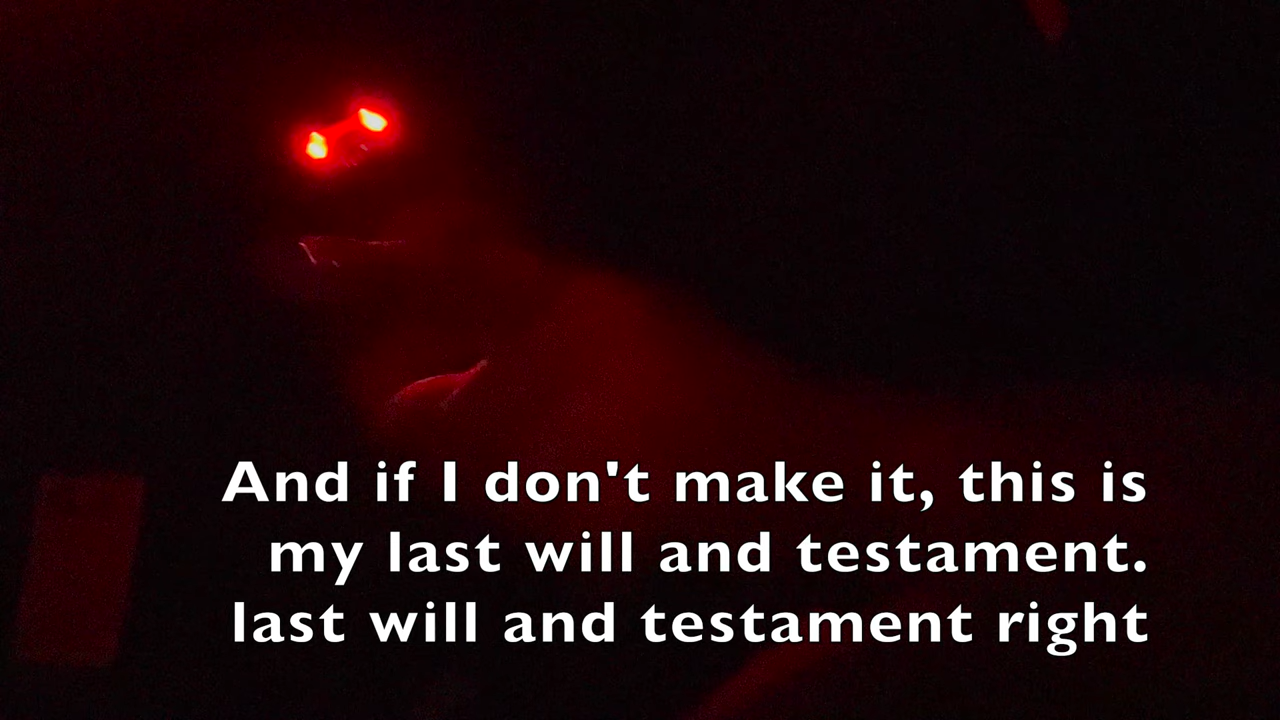 And if I don't make it, this is
my last will and testament.
last will and testament right